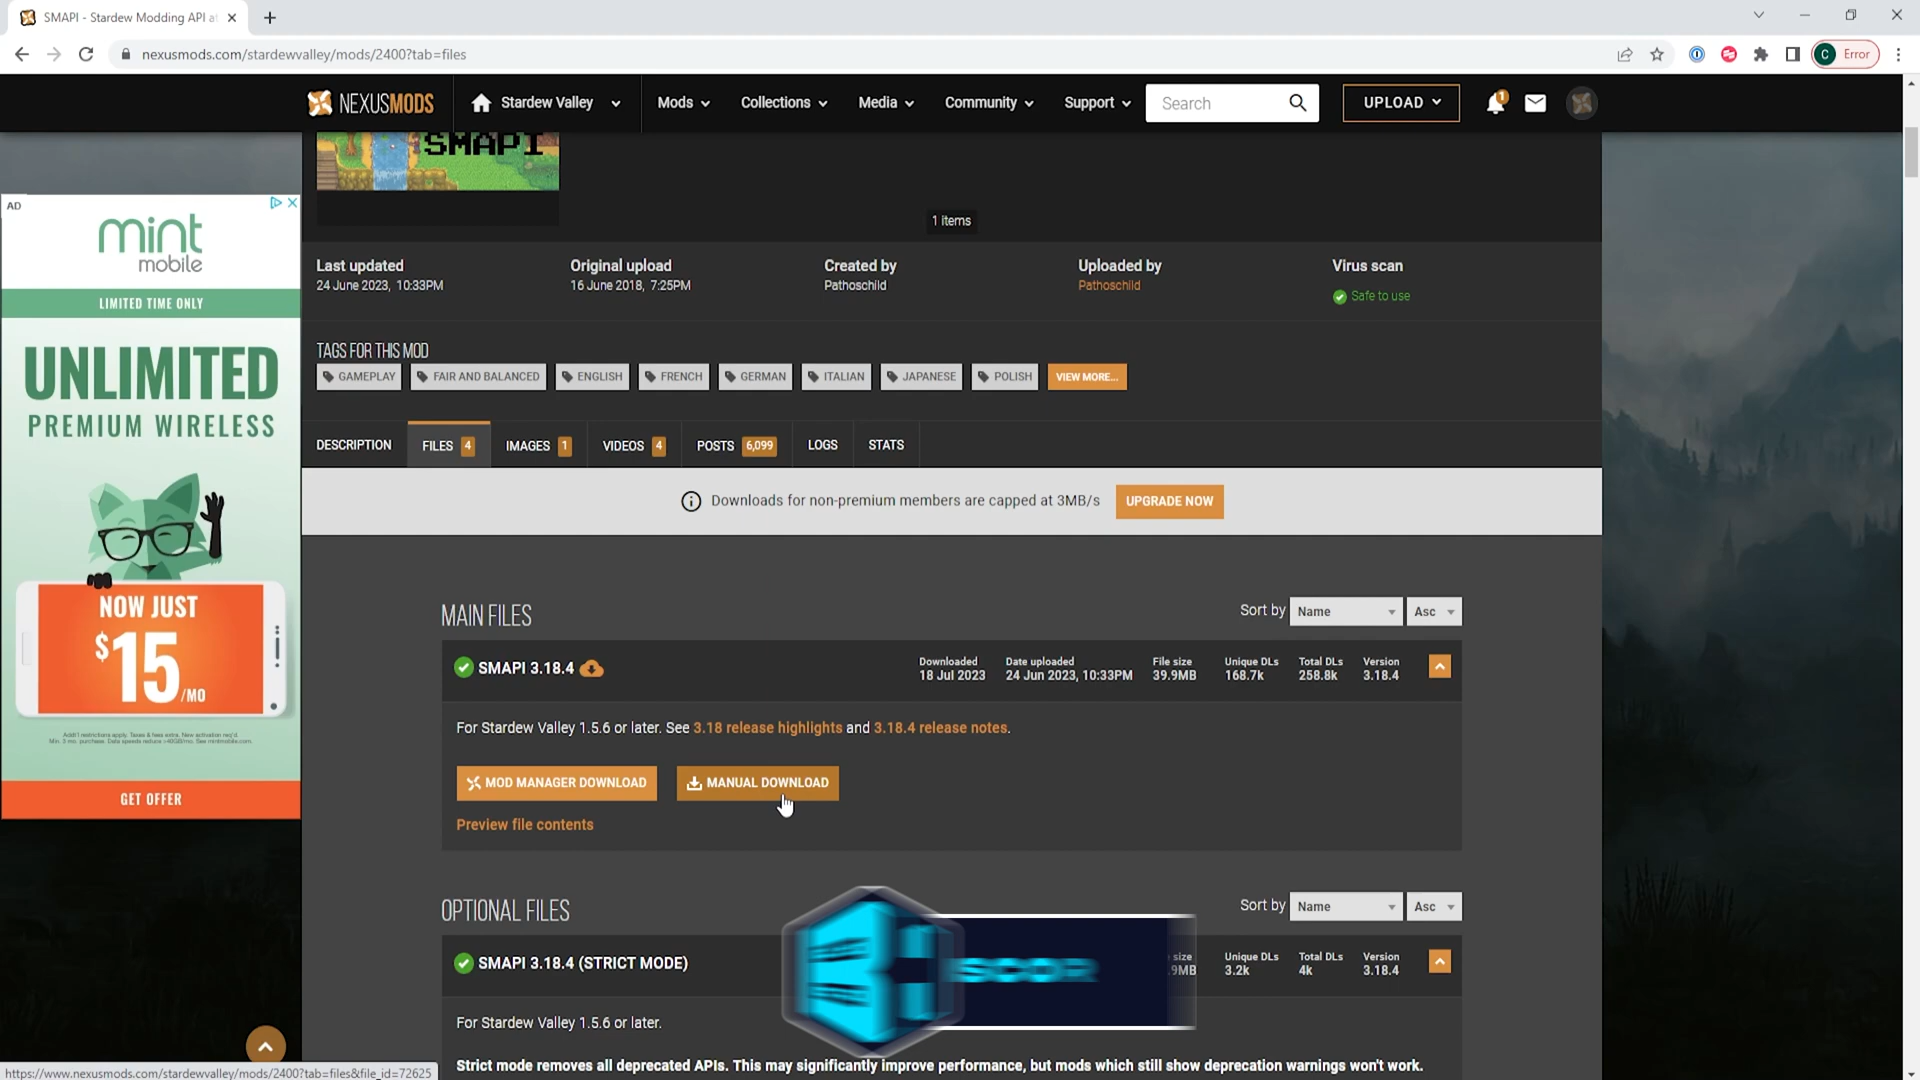 SMAPI - Stardew Modding API a
nexusmods.com/stardewvalley/mods/2400?tab=files
C Error
NEXUSMODS
Stardew Valley
Mods
Collections
Media
Community
Support
Search
UPLOAD
1
SMAPI
1 items
AD
mint
mobile
LIMITED TIME ONLY
UNLIMITED
PREMIUM WIRELESS
NOW JUST
$15/MO
GET OFFER
Last updated
24 June 2023, 10:33PM
Original upload
16 June 2018, 7:25PM
Created by
Pathoschild
Uploaded by
Pathoschild
Virus scan
Safe to use
TAGS FOR THIS MOD
GAMEPLAY
FAIR AND BALANCED
ENGLISH
FRENCH
GERMAN
ITALIAN
JAPANESE
POLISH
VIEW MORE...
DESCRIPTION
FILES 4
IMAGES 1
VIDEOS 4
POSTS 6,099
LOGS
STATS
Downloads for non-premium members are capped at 3MB/s
UPGRADE NOW
MAIN FILES
Sort by Name Asc
SMAPI 3.18.4
Downloaded
18 Jul 2023
Date uploaded
24 Jun 2023, 10:33PM
File size
39.9MB
Unique DLs
168.7k
Total DLs
258.8k
Version
3.18.4
For Stardew Valley 1.5.6 or later. See 3.18 release highlights and 3.18.4 release notes.
MOD MANAGER DOWNLOAD
MANUAL DOWNLOAD
Preview file contents
OPTIONAL FILES
Sort by Name Asc
SMAPI 3.18.4 (STRICT MODE)
size
.9MB
Unique DLs
3.2k
Total DLs
4k
Version
3.18.4
For Stardew Valley 1.5.6 or later.
Strict mode removes all deprecated APIs. This may significantly improve performance, but mods which still show deprecation warnings won't work.
https://www.nexusmods.com/stardewvalley/mods/2400?tab=files&file_id=72625